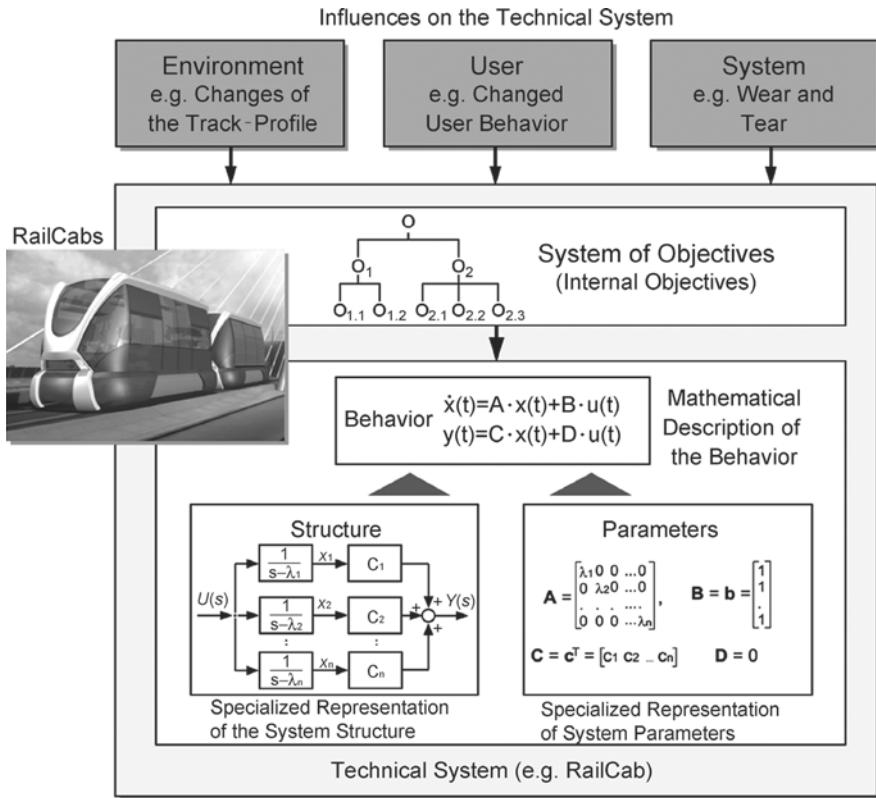 Influences on the Technical System
Environment
e.g. Changes of
the Track-Profile
User
e.g. Changed
User Behavior
System
e.g. Wear and
Tear
RailCabs
O
O₁ O₂
O₁.₁ O₁.₂ O₂.₁ O₂.₂ O₂.₃
System of Objectives
(Internal Objectives)
Behavior
ẋ(t)=A·x(t)+B·u(t)
y(t)=C·x(t)+D·u(t)
Mathematical
Description of
the Behavior
Structure
U(s)
1
s-λ₁
X₁
C₁
1
s-λ₂
X₂
C₂
⋮ ⋮
1
s-λₙ
Xₙ
Cₙ
+ + +
Y(s)
Specialized Representation
of the System Structure
Parameters
A = [λ₁ 0 0 ...0
0 λ₂0 ...0
. . . ....
0 0 0 ...λₙ],
B = b = [1
1
.
1]
C = cᵀ = [c₁ c₂ ... cₙ] D = 0
Specialized Representation
of System Parameters
Technical System (e.g. RailCab)